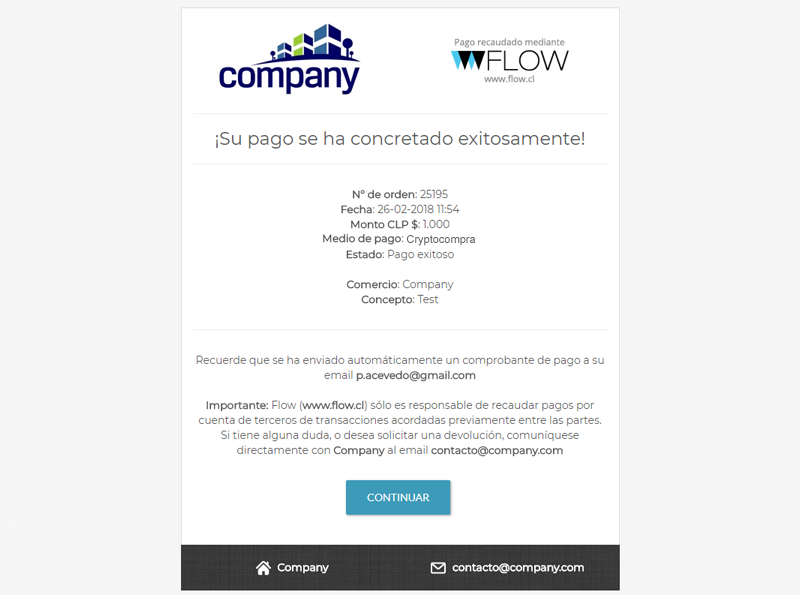 company
Pago recaudado mediante
FLOW
www.flow.cl
¡Su pago se ha concretado exitosamente!
Nº de orden: 25195
Fecha: 26-02-2018 11:54
Monto CLP $: 1.000
Medio de pago: Cryptocompra
Estado: Pago exitoso
Comercio: Company
Concepto: Test
Recuerde que se ha enviado automáticamente un comprobante de pago a su
email p.acevedo@gmail.com
Importante: Flow (www.flow.cl) sólo es responsable de recaudar pagos por
cuenta de terceros de transacciones acordadas previamente entre las partes.
Si tiene alguna duda, o desea solicitar una devolución, comuníquese
directamente con Company al email contacto@company.com
CONTINUAR
Company
contacto@company.com